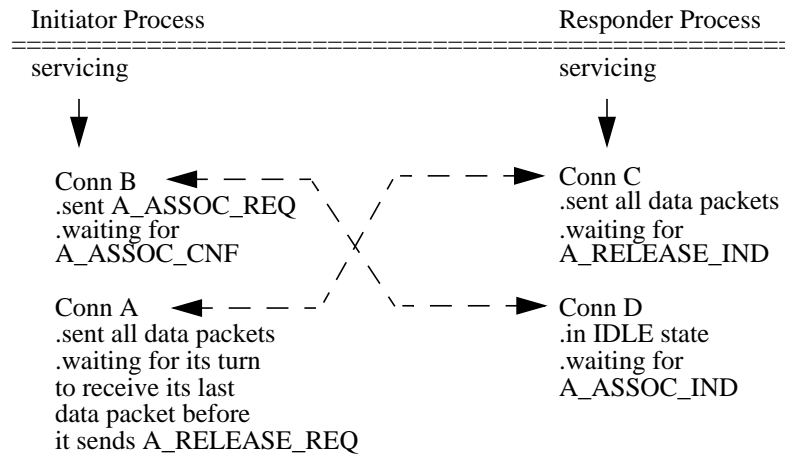 Initiator Process Responder Process
servicing servicing
Conn B
.sent A_ASSOC_REQ
.waiting for
A_ASSOC_CNF
Conn C
.sent all data packets
.waiting for
A_RELEASE_IND
Conn A
.sent all data packets
.waiting for its turn
to receive its last
data packet before
it sends A_RELEASE_REQ
Conn D
.in IDLE state
.waiting for
A_ASSOC_IND